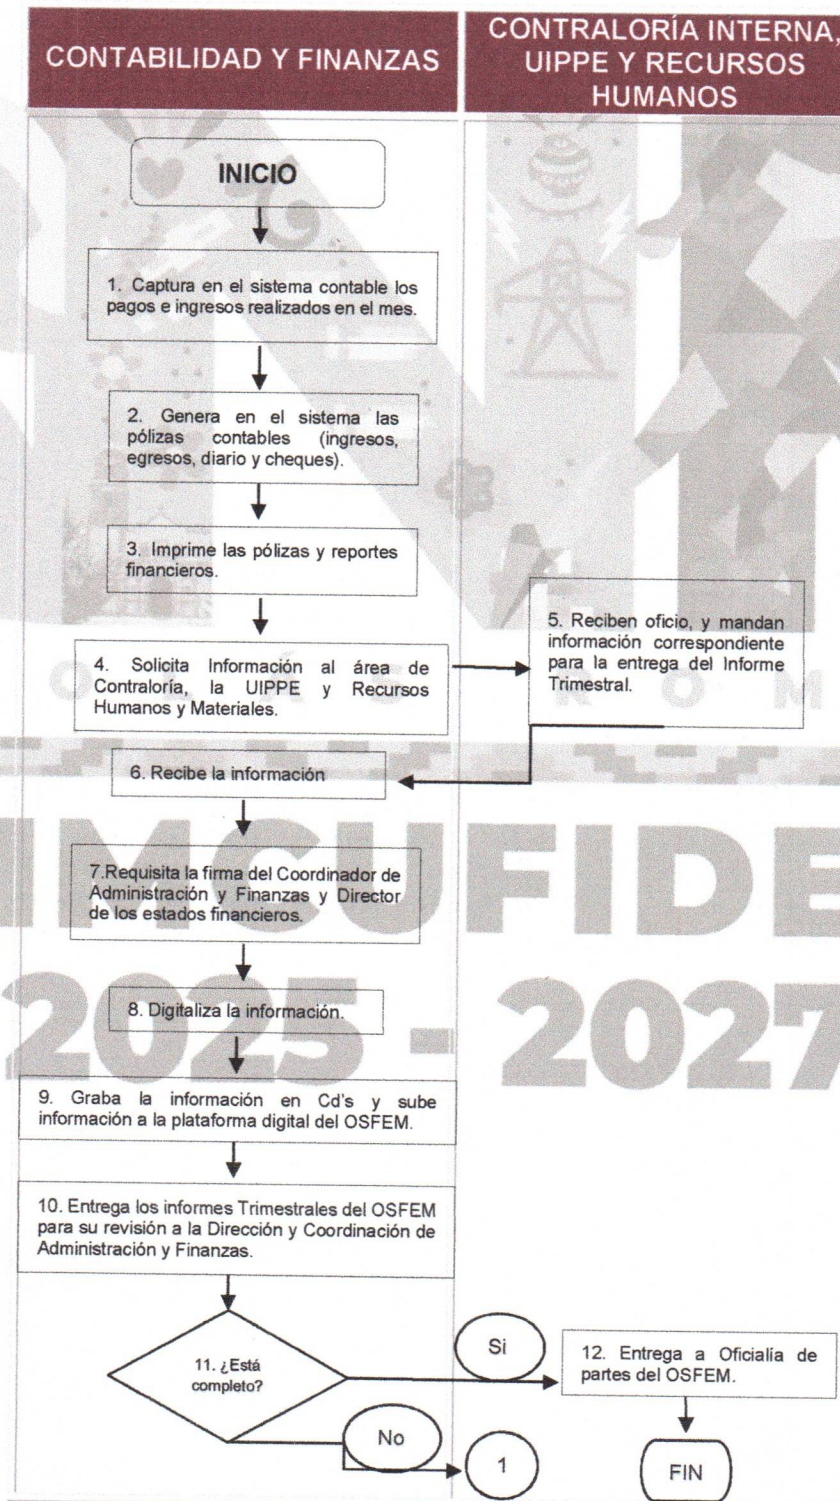 CONTABILIDAD Y FINANZAS
CONTRALORÍA INTERNA,
UIPPE Y RECURSOS
HUMANOS
INICIO
1. Captura en el sistema contable los
pagos e ingresos realizados en el mes.
2. Genera en el sistema las
pólizas contables (ingresos,
egresos, diario y cheques).
3. Imprime las pólizas y reportes
financieros.
4. Solicita Información al área de
Contraloría, la UIPPE y Recursos
Humanos y Materiales.
5. Reciben oficio, y mandan
información correspondiente
para la entrega del Informe
Trimestral.
6. Recibe la información
7.Requisita la firma del Coordinador de
Administración y Finanzas y Director
de los estados financieros.
8. Digitaliza la información.
9. Graba la información en Cd's y sube
información a la plataforma digital del OSFEM.
10. Entrega los informes Trimestrales del OSFEM
para su revisión a la Dirección y Coordinación de
Administración y Finanzas.
11. ¿Está
completo?
Si
12. Entrega a Oficialía de
partes del OSFEM.
No
1
FIN
IMCUFIDE
2025 - 2027